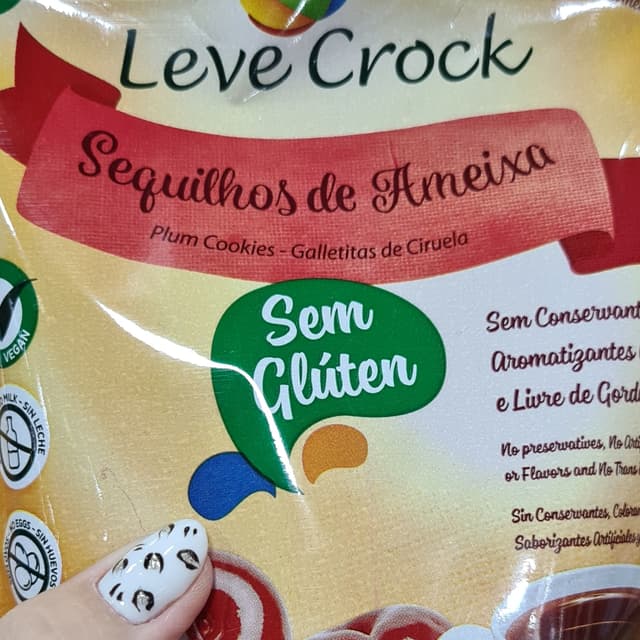 Leve Crock
Sequilhos de Ameixa
Plum Cookies - Galletitas de Ciruela
Sem
Glúten
VEGAN
MILK - SIN LECHE
EGGS - SIN HUEVOS
Sem Conservant
Aromatizantes
e Livre de Gord
No preservatives, No Arti
or Flavors and No Trans
Sin Conservantes, Coloran
Saborizantes Artificiales